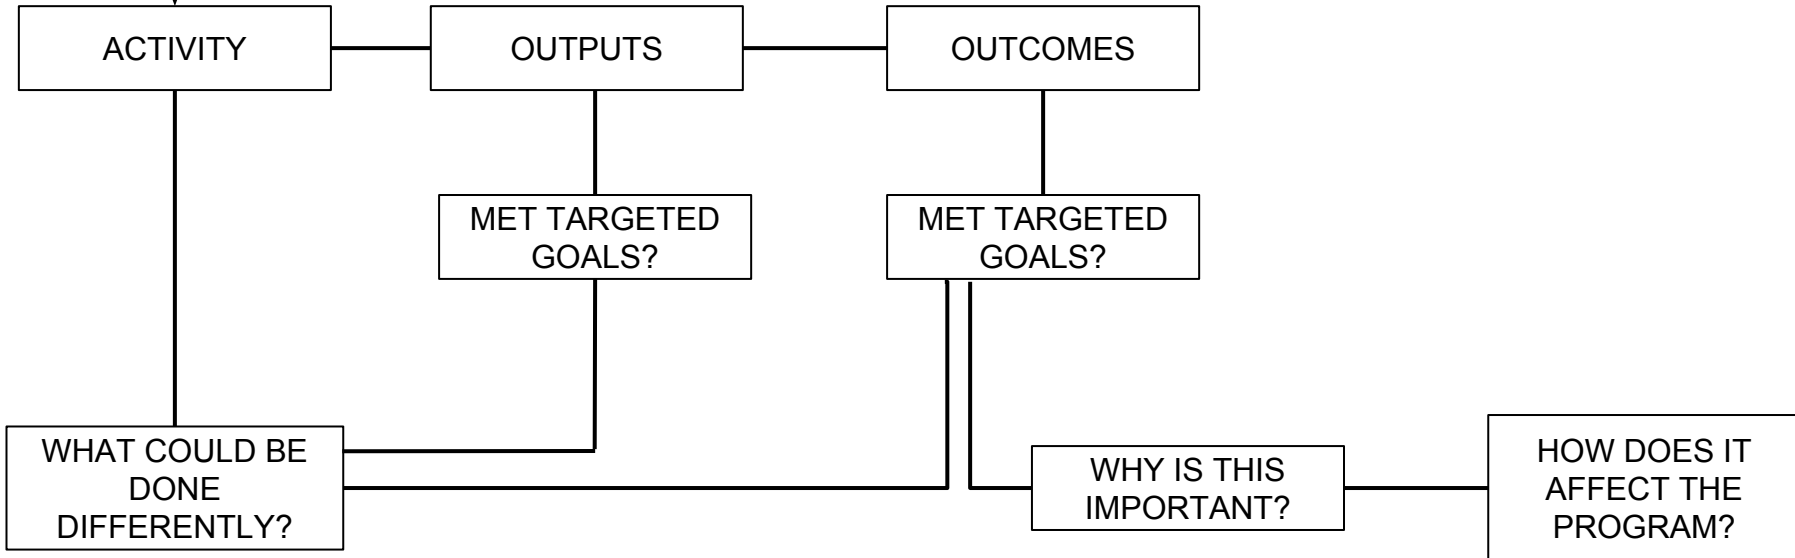 ACTIVITY
OUTPUTS
OUTCOMES
MET TARGETED
GOALS?
MET TARGETED
GOALS?
WHAT COULD BE
DONE
DIFFERENTLY?
WHY IS THIS
IMPORTANT?
HOW DOES IT
AFFECT THE
PROGRAM?